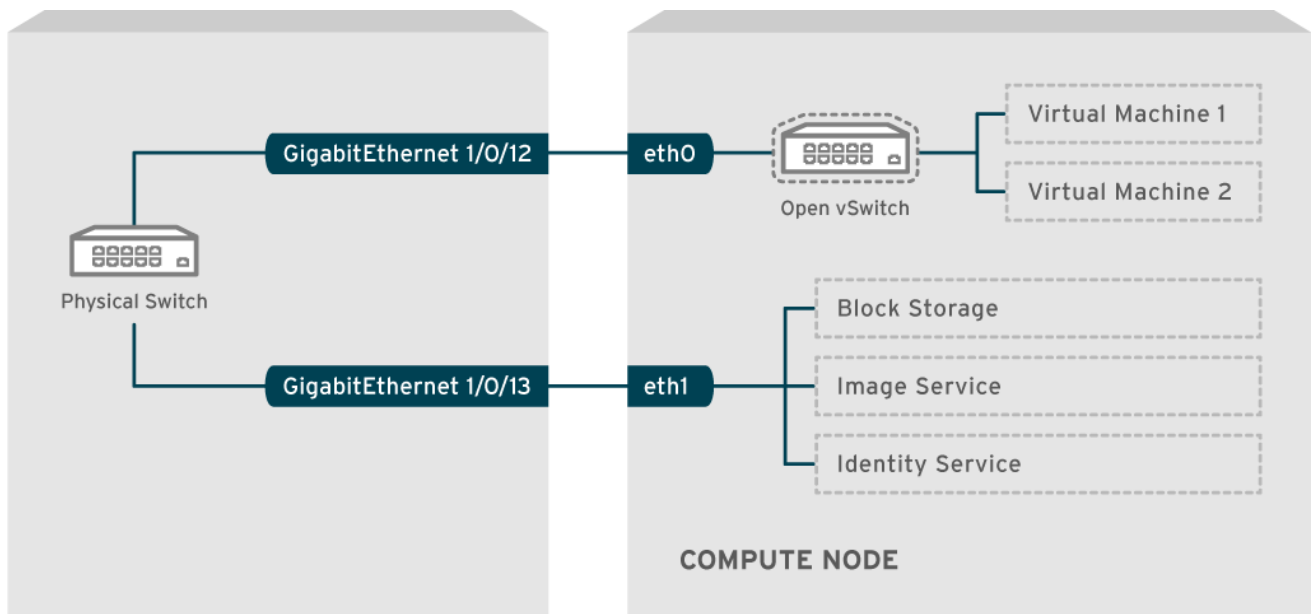 Virtual Machine 1
GigabitEthernet 1/0/12
eth0
Virtual Machine 2
Open vSwitch
Physical Switch
Block Storage
GigabitEthernet 1/0/13
eth1
Image Service
Identity Service
COMPUTE NODE